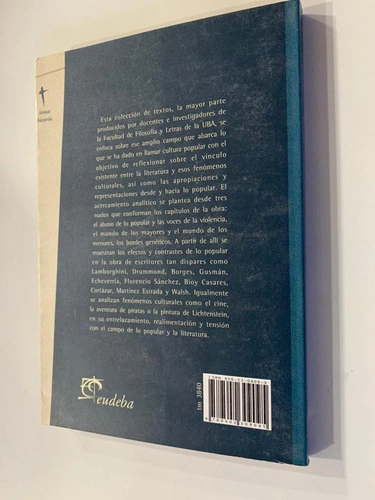 Esta colección de textos, la mayor parte
producidos por docentes e investigadores de
la Facultad de Filosofía y Letras de la UBA, se
enfoca sobre ese amplio campo que abarca lo
que se ha dado en llamar cultura popular con el
objetivo de reflexionar sobre el vínculo
existente entre la literatura y esos fenómenos
culturales, así como las apropiaciones y
representaciones desde y hacia lo popular. El
acercamiento analítico se plantea desde tres
nudos que conforman los capítulos de la obra:
el abuso de lo popular y las voces de la violencia,
el mundo de los mayores y el mundo de los
menores, los bordes genéricos. A partir de allí se
muestran los efectos y contrastes de lo popular
en la obra de escritores tan dispares como
Lamborghini, Drummond, Borges, Gusmán,
Echeverría, Florencio Sánchez, Bioy Casares,
Cortázar, Martínez Estrada y Walsh. Igualmente
se analizan fenómenos culturales como el cine,
la aventura de piratas o la pintura de Lichtenstein,
en su entrelazamiento, realimentación y tensión
con el campo de lo popular y la literatura.
eudeba
tm 3840